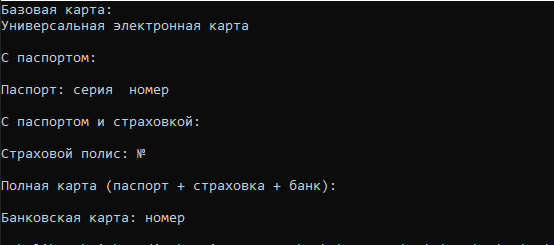 Базовая карта:
Универсальная электронная карта
С паспортом:
Паспорт: серия  номер
С паспортом и страховкой:
Страховой полис: №
Полная карта (паспорт + страховка + банк):
Банковская карта: номер